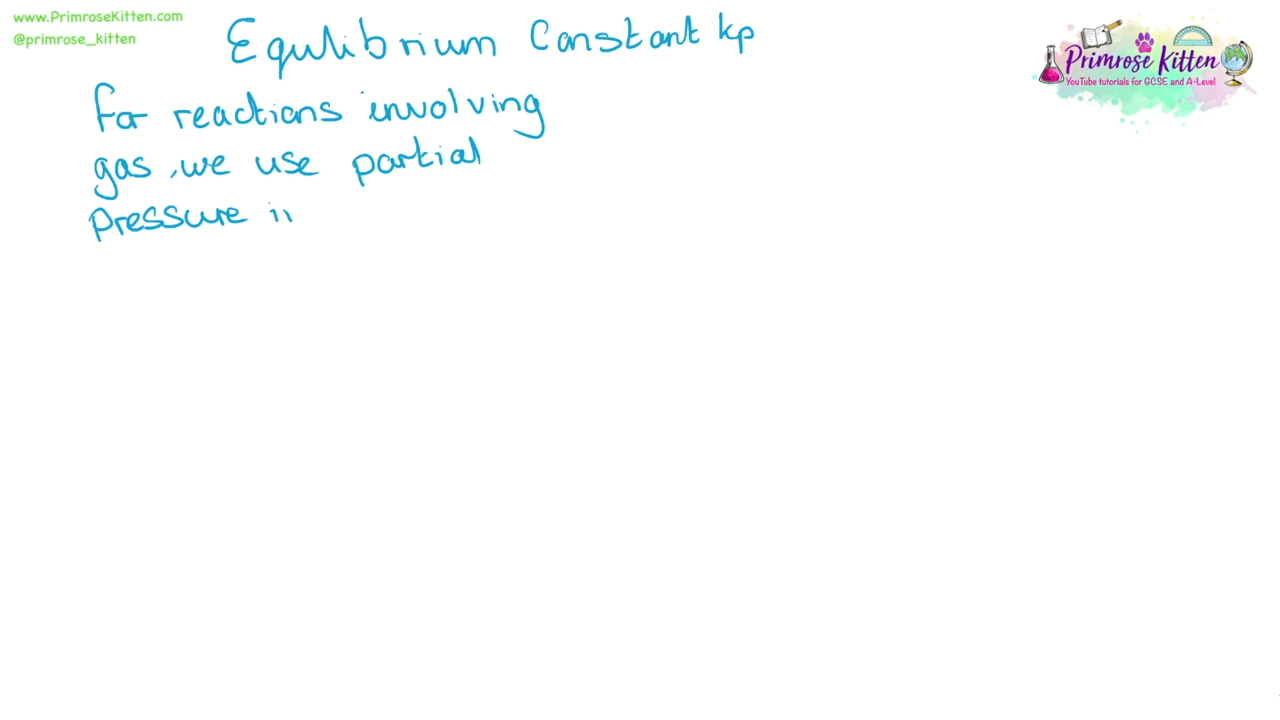 www.PrimroseKitten.com
@primrose_kitten
Equlibrium Constant kp
Primrose Kitten
YouTube tutorials for GCSE and A-Level
for reactions involving
gas, we use partial
pressure